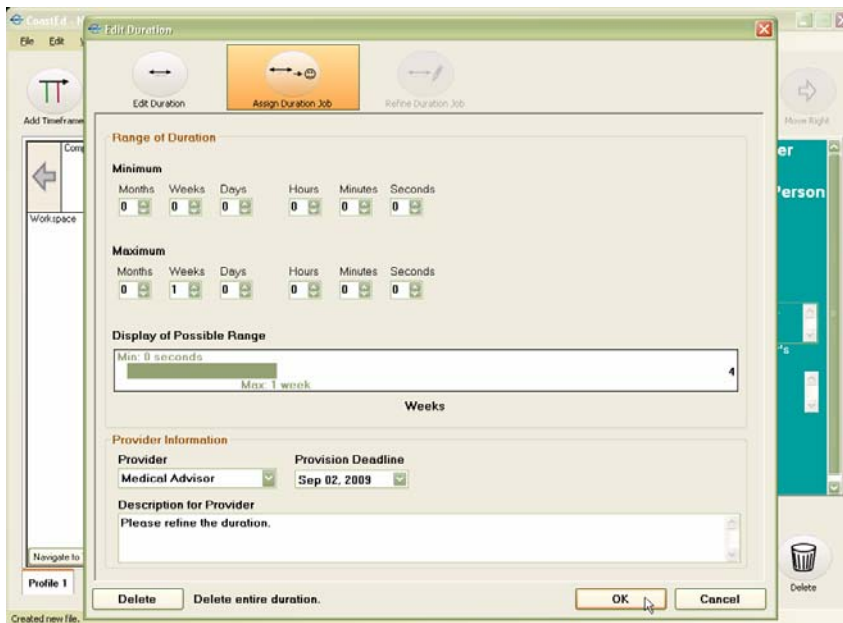 Edit Duration
File Edit
Add Timeframe
Edit Duration Assign Duration Job Refine Duration Job
Move Right
Range of Duration
Minimum
Months Weeks Days Hours Minutes Seconds
0 0 0 0 0 0
Maximum
Months Weeks Days Hours Minutes Seconds
0 1 0 0 0 0
Display of Possible Range
Min: 0 seconds
4
Max: 1 week
Weeks
Provider Information
Provider Provision Deadline
Medical Advisor Sep 02, 2009
Description for Provider
Please refine the duration.
Delete Delete entire duration. OK Cancel
Workspace
Navigate to
Profile 1
Created new file.
er
Person
's
Delete